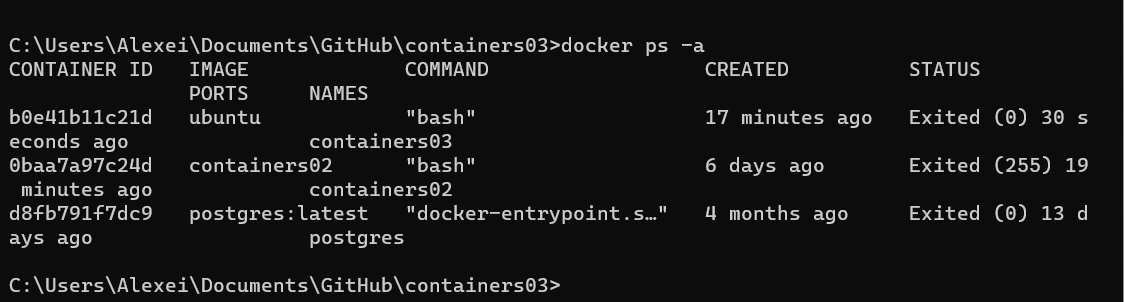 C:\Users\Alexei\Documents\GitHub\containers03>docker ps -a
CONTAINER ID   IMAGE             COMMAND                  CREATED          STATUS
               PORTS     NAMES
b0e41b11c21d   ubuntu            "bash"                   17 minutes ago   Exited (0) 30 s
econds ago               containers03
0baa7a97c24d   containers02      "bash"                   6 days ago       Exited (255) 19
 minutes ago             containers02
d8fb791f7dc9   postgres:latest   "docker-entrypoint.s…"   4 months ago     Exited (0) 13 d
ays ago                  postgres
C:\Users\Alexei\Documents\GitHub\containers03>